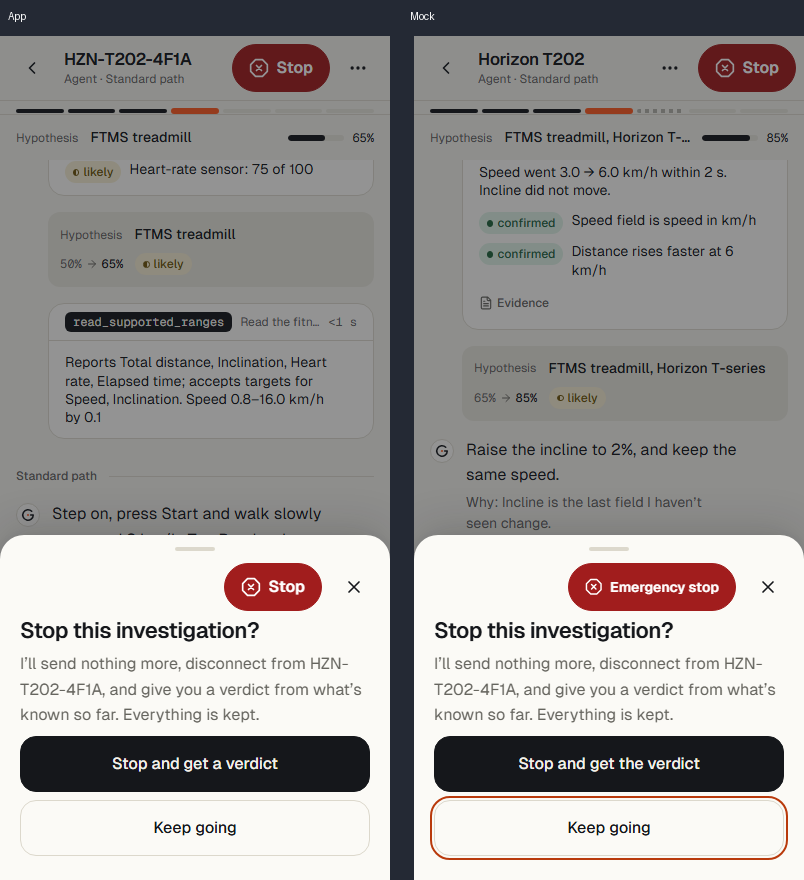 App
HZN-T202-4F1A
Agent · Standard path
Stop
Hypothesis FTMS treadmill 65%
likely Heart-rate sensor: 75 of 100
Hypothesis FTMS treadmill
50% → 65% likely
read_supported_ranges Read the fitn… <1 s
Reports Total distance, Inclination, Heart
rate, Elapsed time; accepts targets for
Speed, Inclination. Speed 0.8–16.0 km/h
by 0.1
Standard path
G Step on, press Start and walk slowly
Stop
Stop this investigation?
I’ll send nothing more, disconnect from HZN-
T202-4F1A, and give you a verdict from what’s
known so far. Everything is kept.
Stop and get a verdict
Keep going
Mock
Horizon T202
Agent · Standard path
Stop
Hypothesis FTMS treadmill, Horizon T-… 85%
Speed went 3.0 → 6.0 km/h within 2 s.
Incline did not move.
confirmed Speed field is speed in km/h
confirmed Distance rises faster at 6
km/h
Evidence
Hypothesis FTMS treadmill, Horizon T-series
65% → 85% likely
G Raise the incline to 2%, and keep the
same speed.
Why: Incline is the last field I haven’t
seen change.
Emergency stop
Stop this investigation?
I’ll send nothing more, disconnect from HZN-
T202-4F1A, and give you a verdict from what’s
known so far. Everything is kept.
Stop and get the verdict
Keep going